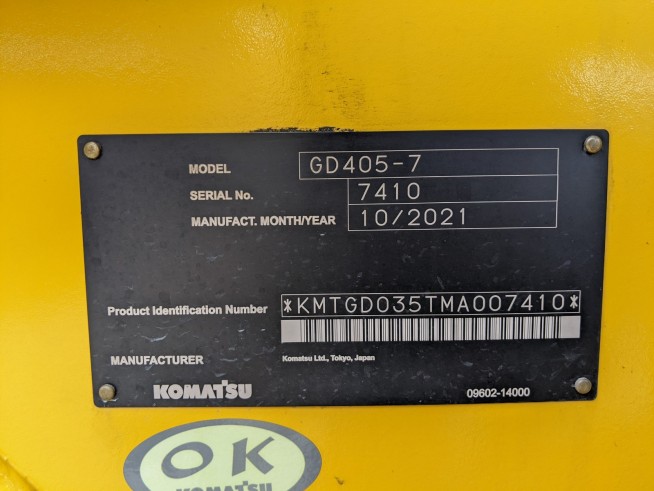 MODEL GD405-7
SERIAL No. 7410
MANUFACT. MONTH/YEAR 10/2021
Product Identification Number *KMTGD035TMA007410*
MANUFACTURER Komatsu Ltd., Tokyo, Japan
KOMATSU 09602-14000
OK
KOMATSU